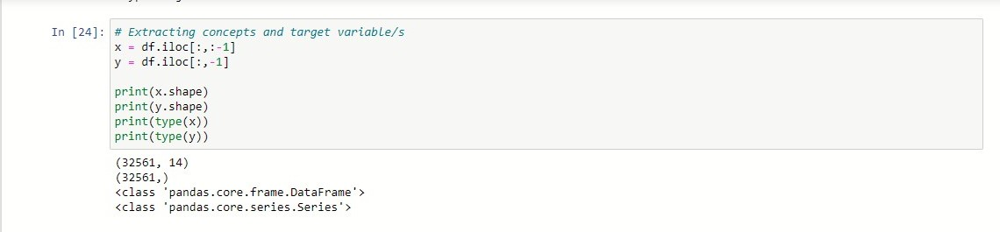 In [24]: # Extracting concepts and target variable/s
x = df.iloc[:,:-1]
y = df.iloc[:,-1]
print(x.shape)
print(y.shape)
print(type(x))
print(type(y))
(32561, 14)
(32561,)
<class 'pandas.core.frame.DataFrame'>
<class 'pandas.core.series.Series'>